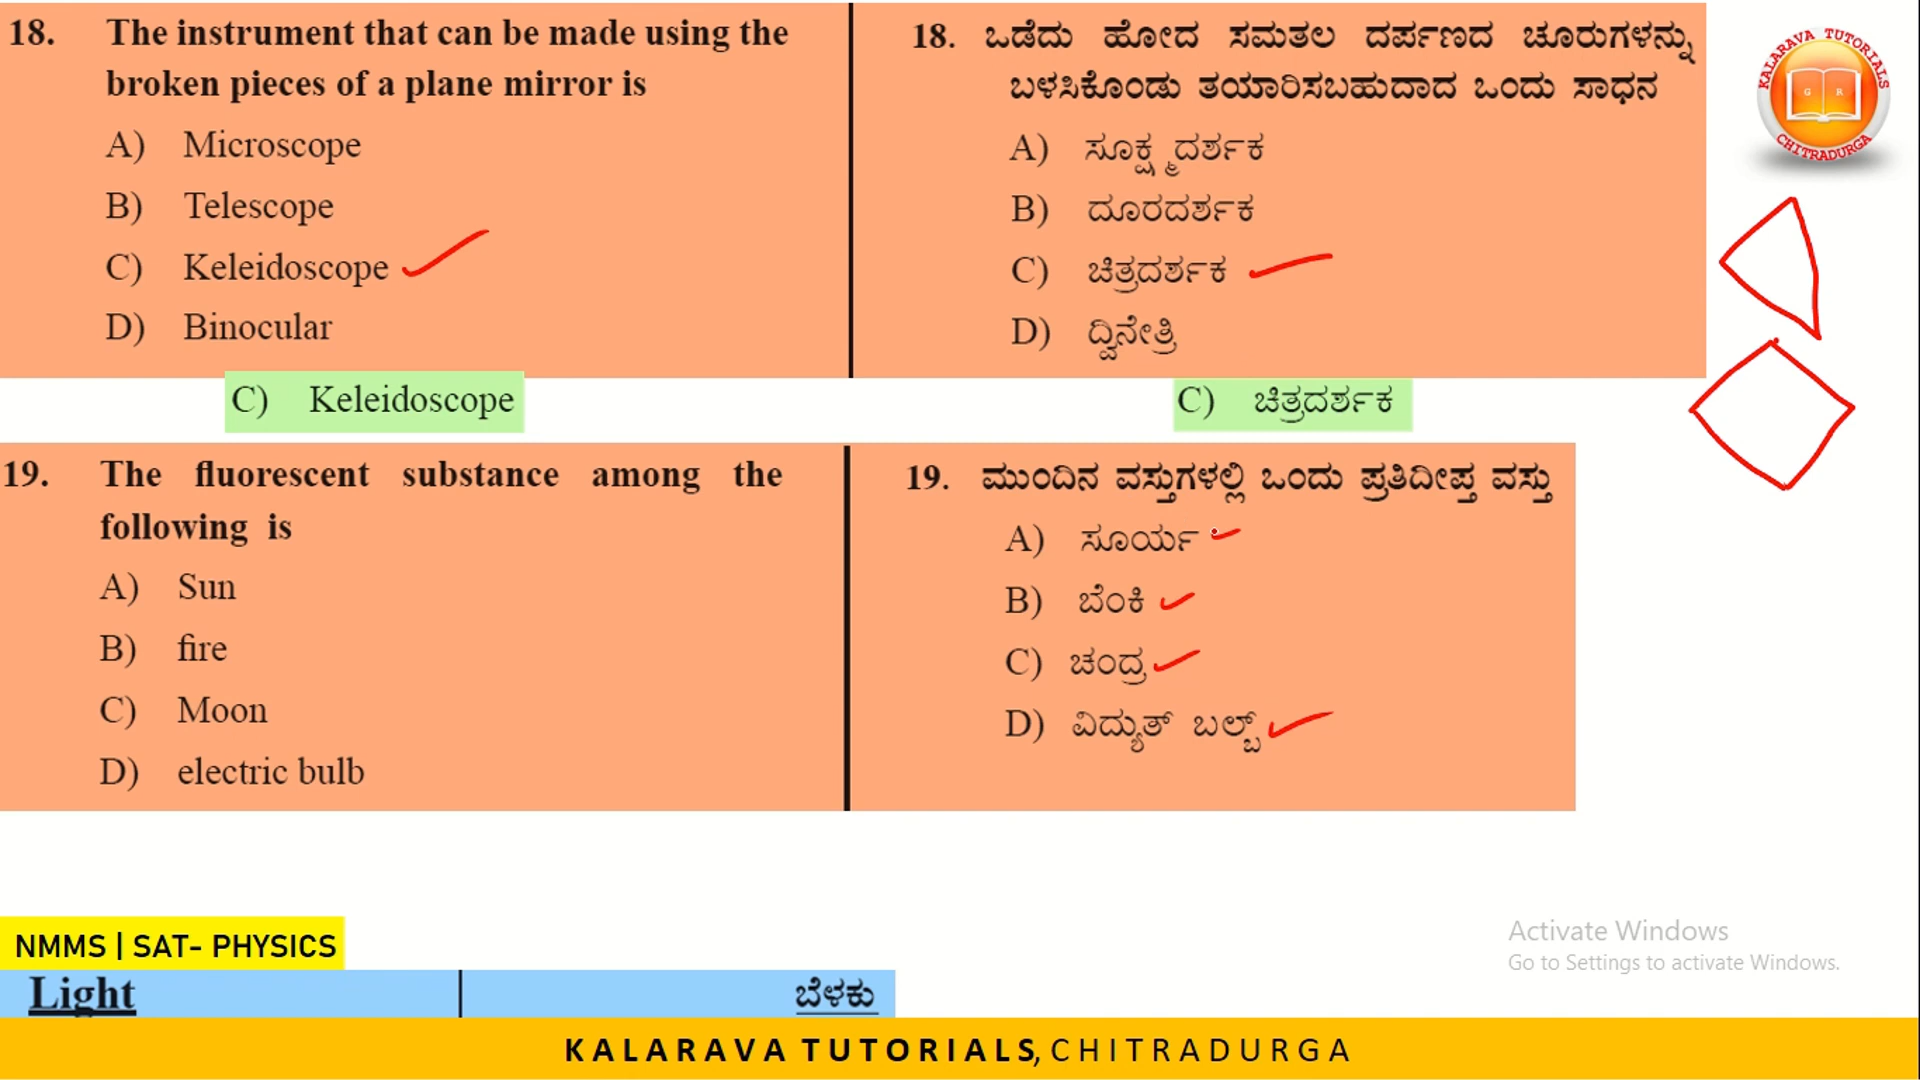 18. The instrument that can be made using the
broken pieces of a plane mirror is
A) Microscope
B) Telescope
C) Keleidoscope
D) Binocular
C) Keleidoscope
18. ಒಡೆದು ಹೋದ ಸಮತಲ ದರ್ಪಣದ ಚೂರುಗಳನ್ನು
ಬಳಸಿಕೊಂಡು ತಯಾರಿಸಬಹುದಾದ ಒಂದು ಸಾಧನ
A) ಸೂಕ್ಷ್ಮದರ್ಶಕ
B) ದೂರದರ್ಶಕ
C) ಚಿತ್ರದರ್ಶಕ
D) ದ್ವಿನೇತ್ರಿ
C) ಚಿತ್ರದರ್ಶಕ
KALARAVA TUTORIALS
G R
CHITRADURGA
19. The fluorescent substance among the
following is
A) Sun
B) fire
C) Moon
D) electric bulb
19. ಮುಂದಿನ ವಸ್ತುಗಳಲ್ಲಿ ಒಂದು ಪ್ರತಿದೀಪ್ತ ವಸ್ತು
A) ಸೂರ್ಯ
B) ಬೆಂಕಿ
C) ಚಂದ್ರ
D) ವಿದ್ಯುತ್ ಬಲ್ಬ್
NMMS | SAT- PHYSICS
Light ಬೆಳಕು
Activate Windows
Go to Settings to activate Windows.
KALARAVA TUTORIALS, CHITRADURGA